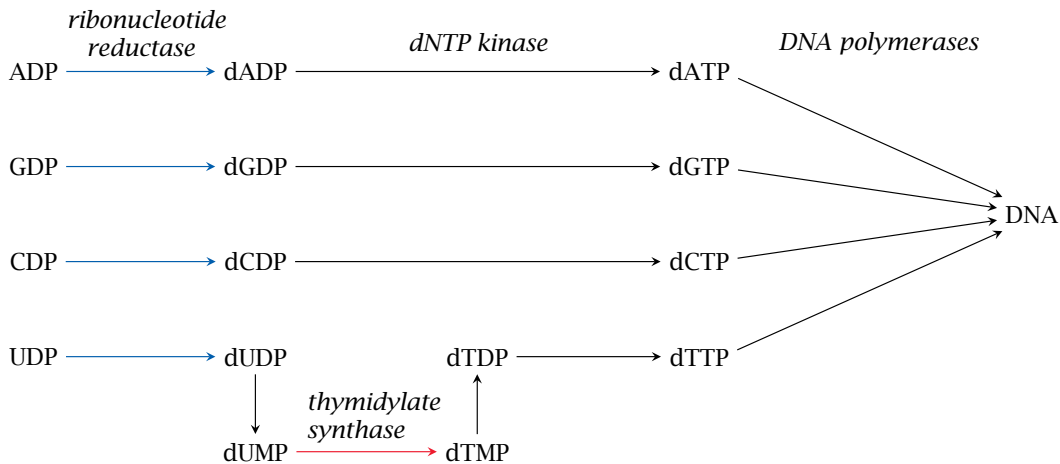 ribonucleotide
reductase
dNTP kinase
DNA polymerases
ADP
dADP
dATP
GDP
dGDP
dGTP
DNA
CDP
dCDP
dCTP
UDP
dUDP
dTDP
dTTP
thymidylate
synthase
dUMP
dTMP